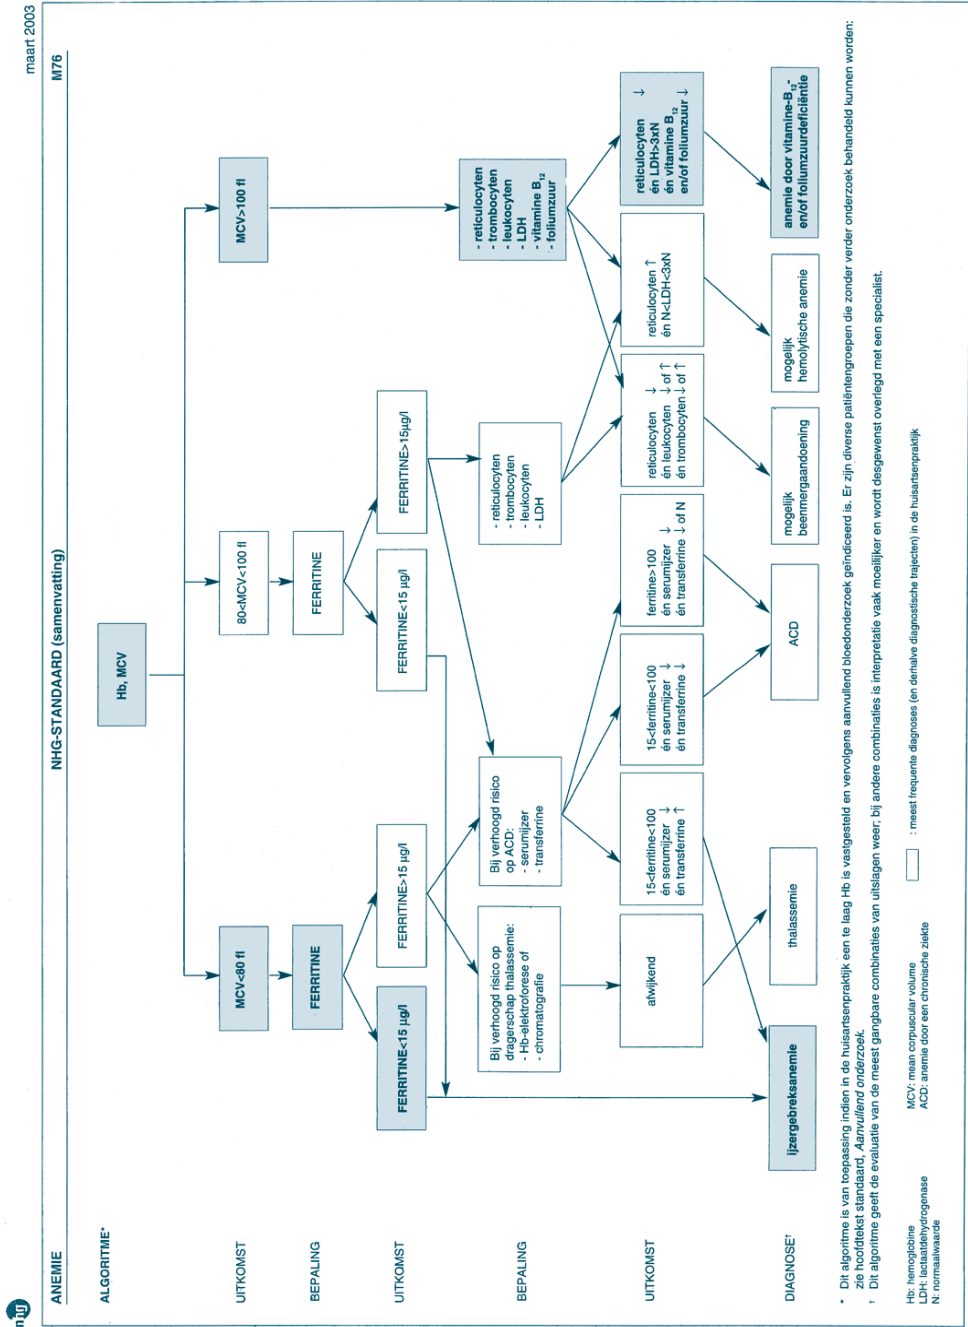 nhg
maart 2003
ANEMIE
NHG-STANDAARD (samenvatting)
M76
ALGORITME*
Hb, MCV
UITKOMST
MCV<80 fl
80<MCV<100 fl
MCV>100 fl
BEPALING
FERRITINE
FERRITINE
UITKOMST
FERRITINE<15 µg/l
FERRITINE>15 µg/l
FERRITINE<15 µg/l
FERRITINE>15µg/l
BEPALING
Bij verhoogd risico op
dragerschap thalassemie:
- Hb-elektroforese of
- chromatografie
Bij verhoogd risico
op ACD:
- serumijzer
- transferrine
- reticulocyten
- trombocyten
- leukocyten
- LDH
- reticulocyten
- trombocyten
- leukocyten
- LDH
- vitamine B12
- foliumzuur
UITKOMST
afwijkend
15<ferritine<100
én serumijzer ↓
én transferrine ↑
15<ferritine<100
én serumijzer ↓
én transferrine ↓
ferritine>100
én serumijzer ↓
én transferrine ↓ of N
reticulocyten ↓
én leukocyten ↓ of ↑
én trombocyten ↓ of ↑
reticulocyten ↑
én N<LDH<3xN
reticulocyten ↓
én LDH>3xN
én vitamine B12
en/of foliumzuur ↓
DIAGNOSE†
ijzergebreksanemie
thalassemie
ACD
mogelijk
beenmergaandoening
mogelijk
hemolytische anemie
anemie door vitamine-B12-
en/of foliumzuurdeficiëntie
* Dit algoritme is van toepassing indien in de huisartsenpraktijk een te laag Hb is vastgesteld en vervolgens aanvullend bloedonderzoek geïndiceerd is. Er zijn diverse patiëntengroepen die zonder verder onderzoek behandeld kunnen worden:
zie hoofdtekst standaard, Aanvullend onderzoek.
† Dit algoritme geeft de evaluatie van de meest gangbare combinaties van uitslagen weer; bij andere combinaties is interpretatie vaak moeilijker en wordt desgewenst overlegd met een specialist.
Hb: hemoglobine
LDH: lactaatdehydrogenase
N: normaalwaarde
MCV: mean corpuscular volume
ACD: anemie door een chronische ziekte
: meest frequente diagnoses (en derhalve diagnostische trajecten) in de huisartsenpraktijk